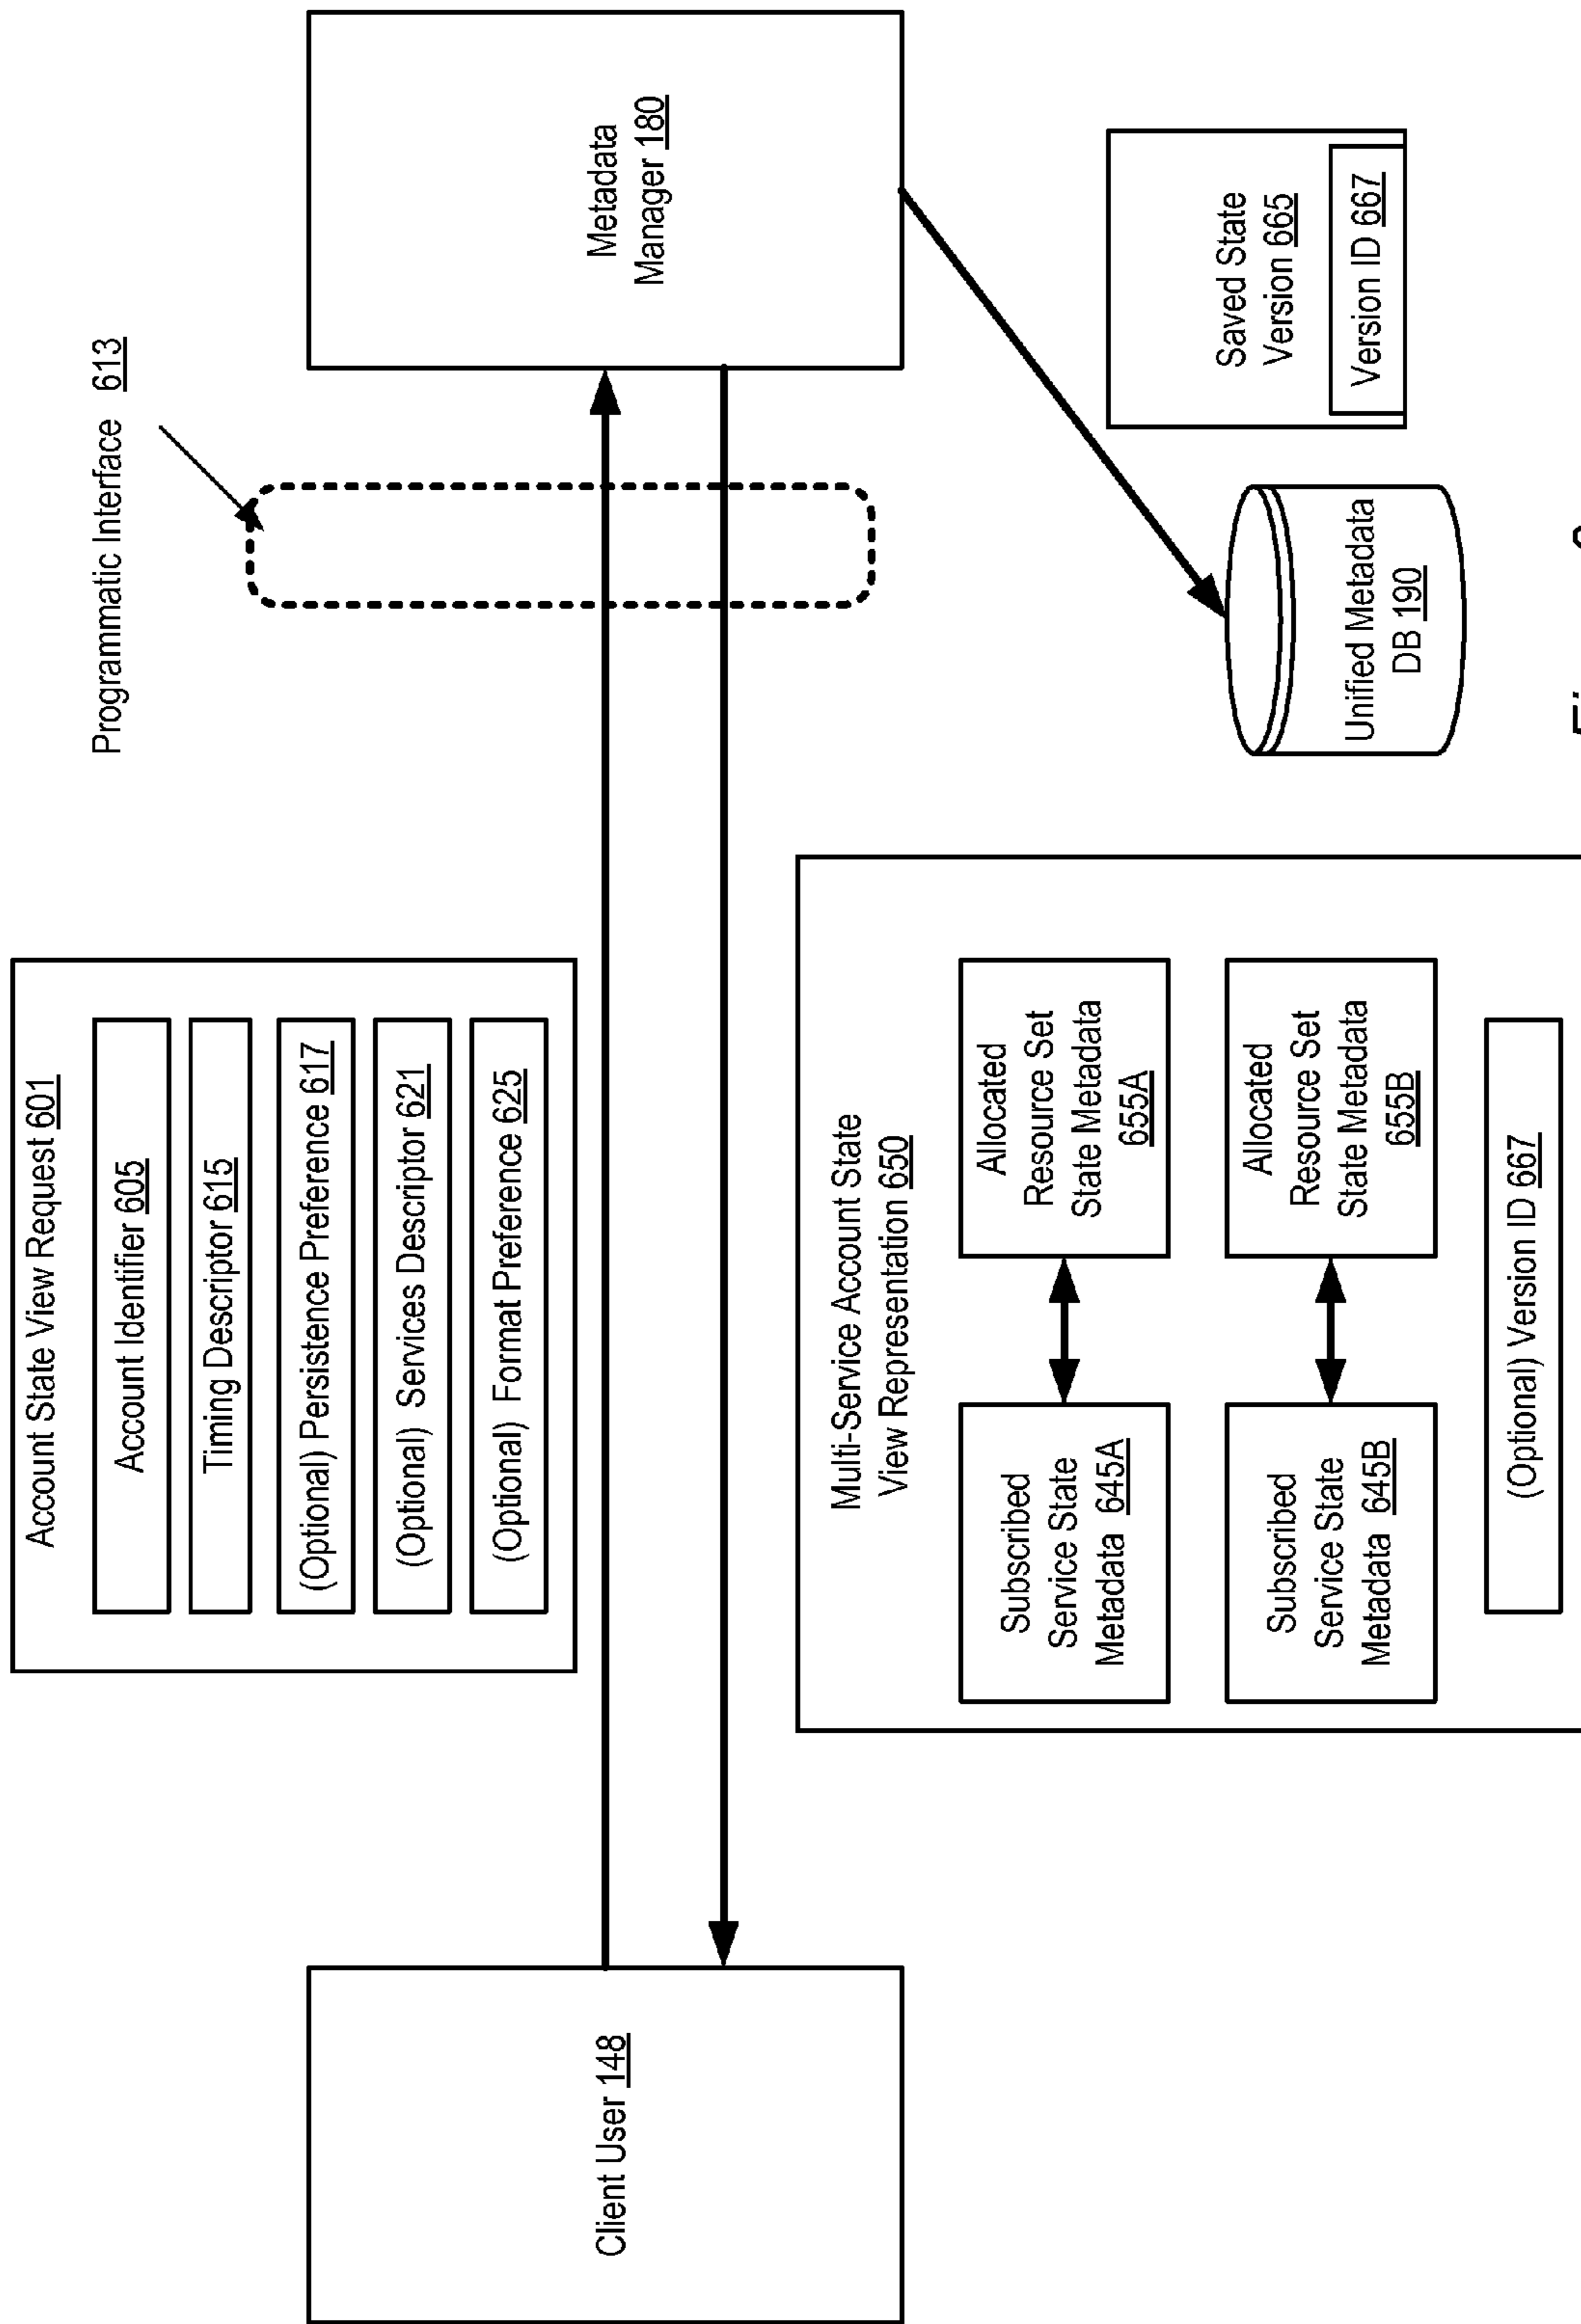 Account State View Request 601
Account Identifier 605
Timing Descriptor 615
(Optional) Persistence Preference 617
(Optional) Services Descriptor 621
(Optional) Format Preference 625
Programmatic Interface 613
Client User 148
Metadata
Manager 180
Multi-Service Account State
View Representation 650
Subscribed
Service State
Metadata 645A
Allocated
Resource Set
State Metadata
655A
Subscribed
Service State
Metadata 645B
Allocated
Resource Set
State Metadata
655B
(Optional) Version ID 667
Unified Metadata
DB 190
Saved State
Version 665
Version ID 667